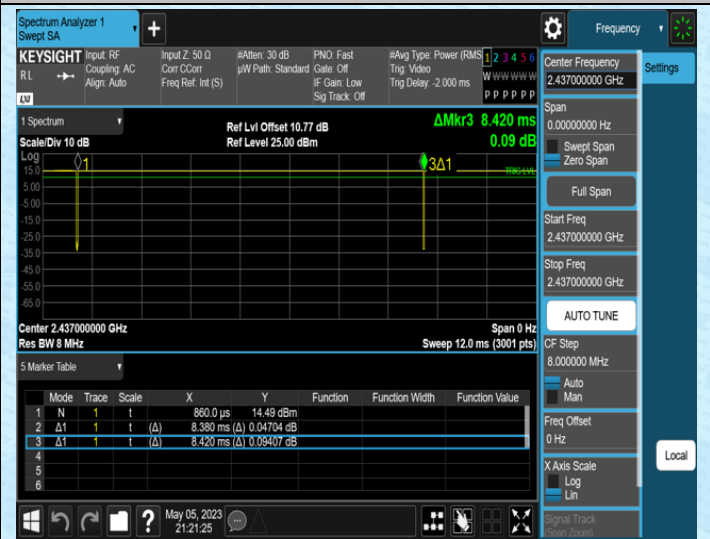 Spectrum Analyzer 1
Swept SA
+
Frequency
KEYSIGHT Input: RF Input Z: 50 Ω #Atten: 30 dB PNO: Fast #Avg Type: Power (RMS 1 2 3 4 5 6
RL Coupling: AC Corr CCorr µW Path: Standard Gate: Off Trig: Video W W W W W W
Align: Auto Freq Ref: Int (S) IF Gain: Low Trig Delay: -2.000 ms
LXI Sig Track: Off P P P P P P
Center Frequency
2.437000000 GHz
Settings
Span
0.00000000 Hz
Swept Span
Zero Span
Full Span
Start Freq
2.437000000 GHz
Stop Freq
2.437000000 GHz
AUTO TUNE
CF Step
8.000000 MHz
Auto
Man
Freq Offset
0 Hz
X Axis Scale
Log
Lin
Signal Track
(Span Zoom)
Local
1 Spectrum
Scale/Div 10 dB
Ref Lvl Offset 10.77 dB
Ref Level 25.00 dBm
ΔMkr3 8.420 ms
0.09 dB
Log
1
3Δ1
TRIG LVL
15.0
5.00
-5.00
-15.0
-25.0
-35.0
-45.0
-55.0
-65.0
Center 2.437000000 GHz Span 0 Hz
Res BW 8 MHz Sweep 12.0 ms (3001 pts)
5 Marker Table
Mode Trace Scale X Y Function Function Width Function Value
1 N 1 t 860.0 µs 14.49 dBm
2 Δ1 1 t (Δ) 8.380 ms (Δ) 0.04704 dB
3 Δ1 1 t (Δ) 8.420 ms (Δ) 0.09407 dB
4
5
6
?
May 05, 2023
21:21:25